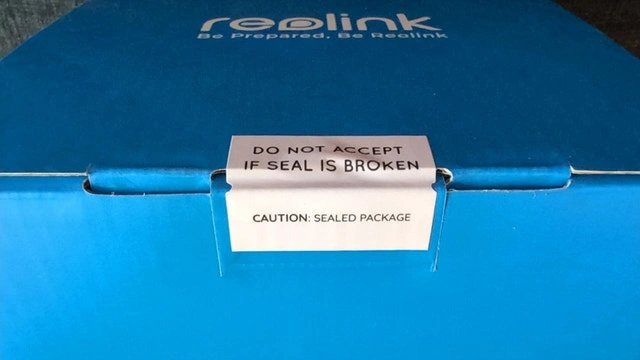 reolink
Be Prepared, Be Reolink
DO NOT ACCEPT
IF SEAL IS BROKEN
CAUTION: SEALED PACKAGE